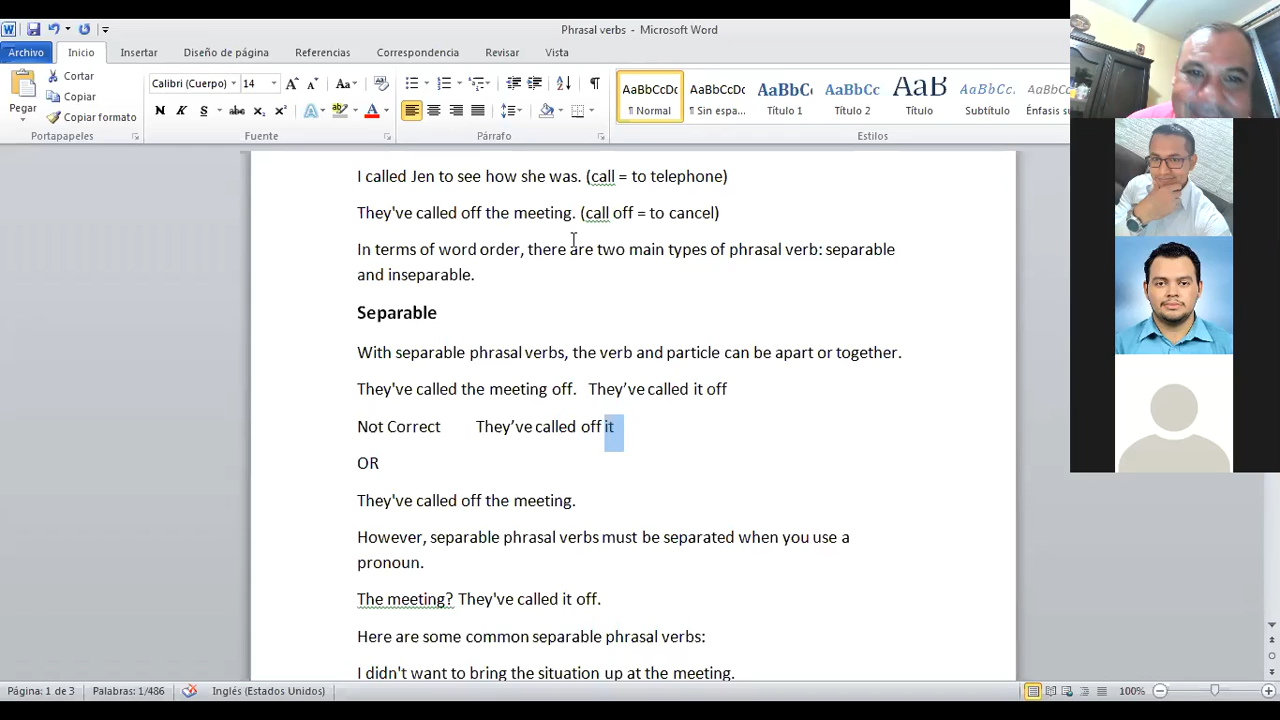 Phrasal verbs - Microsoft Word
Archivo Inicio Insertar Diseño de página Referencias Correspondencia Revisar Vista
Pegar
Cortar
Copiar
Copiar formato
Portapapeles
Calibri (Cuerpo) 14
Aa
N K S abc x₂ x²
Fuente
Párrafo
AaBbCcDc AaBbCcDc AaBbC AaBbCc AaB AaBbCc. AaBbCc
¶ Normal ¶ Sin espa... Título 1 Título 2 Título Subtítulo Énfasis su
Estilos
I called Jen to see how she was. (call = to telephone)
They've called off the meeting. (call off = to cancel)
In terms of word order, there are two main types of phrasal verb: separable
and inseparable.
Separable
With separable phrasal verbs, the verb and particle can be apart or together.
They've called the meeting off. They’ve called it off
Not Correct They’ve called off it
OR
They've called off the meeting.
However, separable phrasal verbs must be separated when you use a
pronoun.
The meeting? They've called it off.
Here are some common separable phrasal verbs:
I didn't want to bring the situation up at the meeting.
Página: 1 de 3 Palabras: 1/486 Inglés (Estados Unidos) 100%